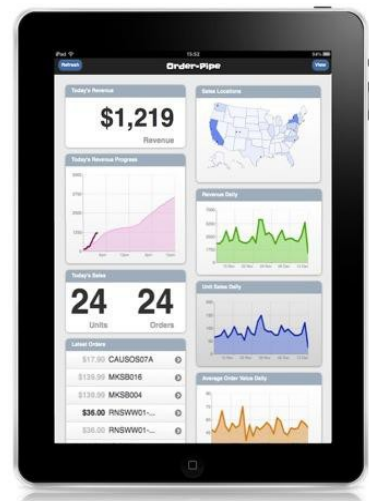 iPad
15:52
Refresh
Order-Pipe
View
Today's Revenue
$1,219
Revenue
Today's Revenue Progress
Today's Sales
24
Units
24
Orders
Latest Orders
$17.90 CAUSOS07A
$139.99 MKSB016
$139.99 MKSB004
$36.00 RNSWW01-...
$36.00 RNSWW01-...
Sales Locations
Revenue Daily
Unit Sales Daily
Average Order Value Daily